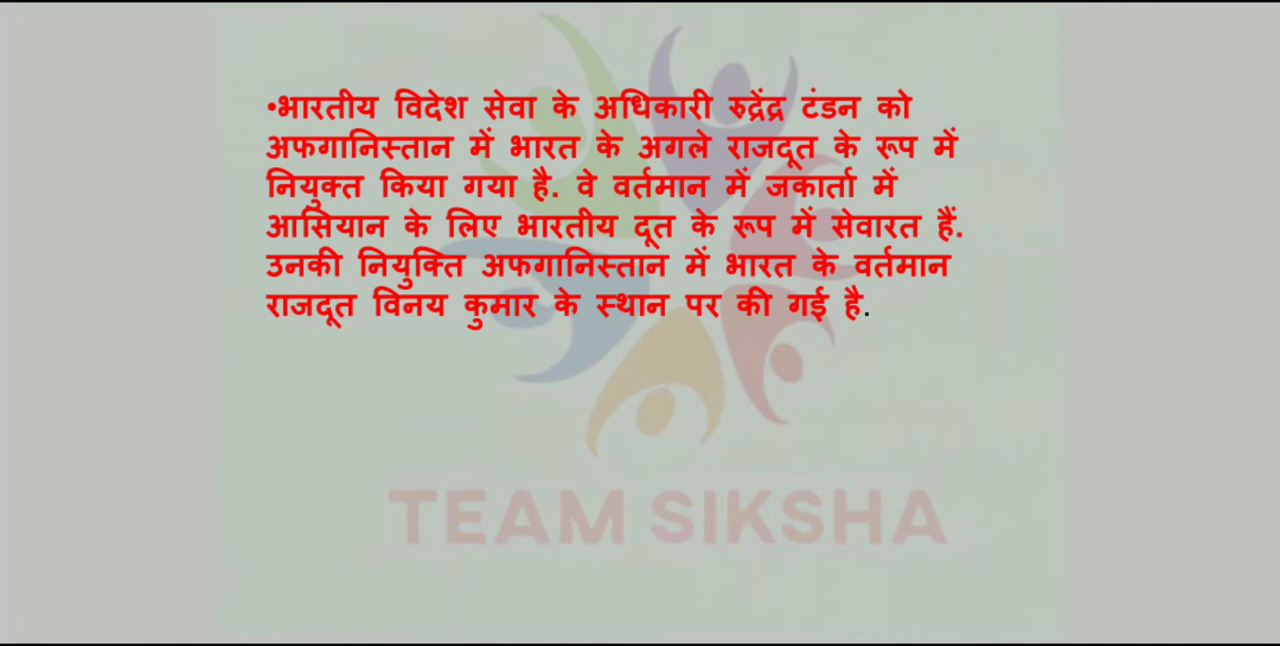 •भारतीय विदेश सेवा के अधिकारी रुद्रेंद्र टंडन को
अफगानिस्तान में भारत के अगले राजदूत के रूप में
नियुक्त किया गया है. वे वर्तमान में जकार्ता में
आसियान के लिए भारतीय दूत के रूप में सेवारत हैं.
उनकी नियुक्ति अफगानिस्तान में भारत के वर्तमान
राजदूत विनय कुमार के स्थान पर की गई है.
TEAM SIKSHA